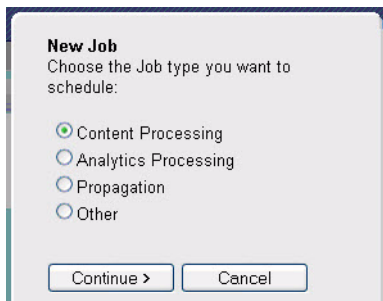 New Job
Choose the Job type you want to
schedule:
Content Processing
Analytics Processing
Propagation
Other
Continue > Cancel